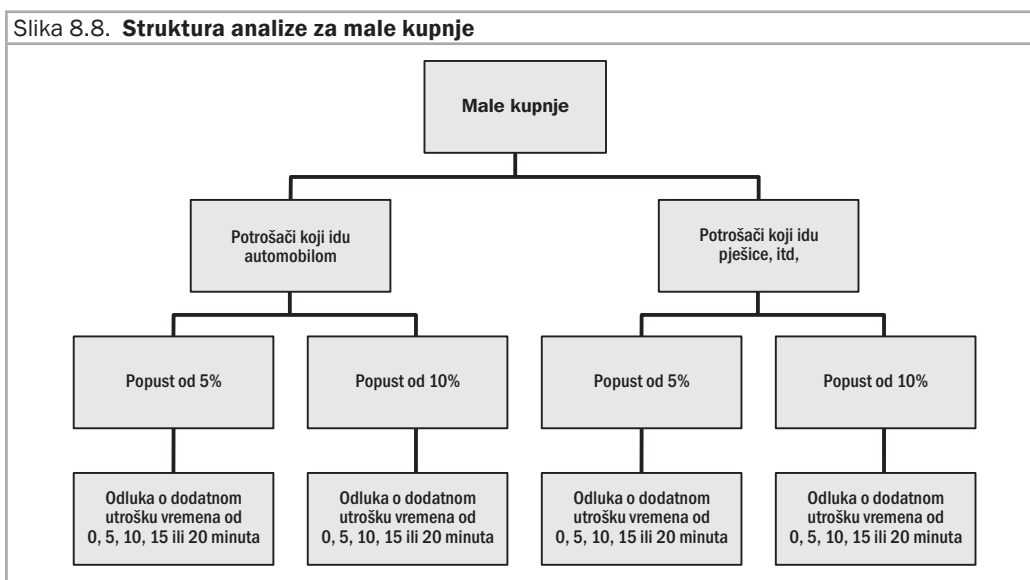 Slika 8.8. Struktura analize za male kupnje
Male kupnje
Potrošači koji idu
automobilom
Potrošači koji idu
pješice, itd,
Popust od 5%
Popust od 10%
Popust od 5%
Popust od 10%
Odluka o dodatnom
utrošku vremena od
0, 5, 10, 15 ili 20 minuta
Odluka o dodatnom
utrošku vremena od
0, 5, 10, 15 ili 20 minuta
Odluka o dodatnom
utrošku vremena od
0, 5, 10, 15 ili 20 minuta
Odluka o dodatnom
utrošku vremena od
0, 5, 10, 15 ili 20 minuta